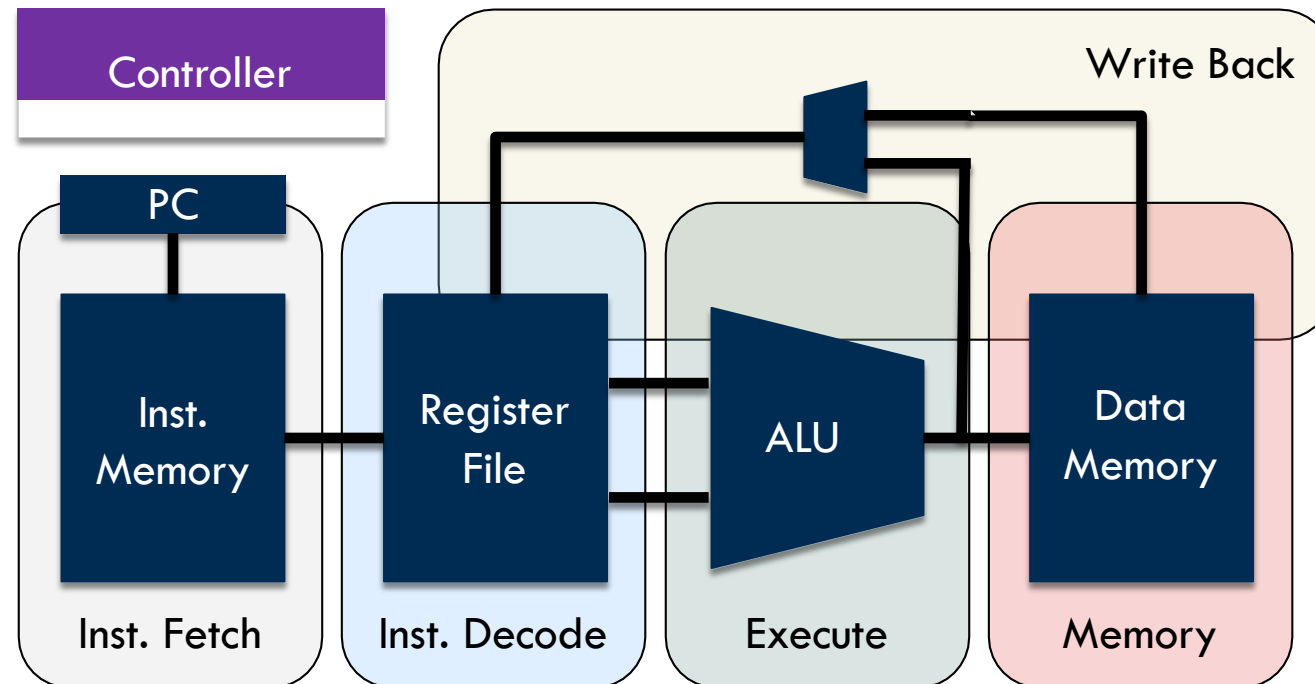 Controller
Write Back
PC
Inst.
Memory
Register
File
ALU
Data
Memory
Inst. Fetch
Inst. Decode
Execute
Memory